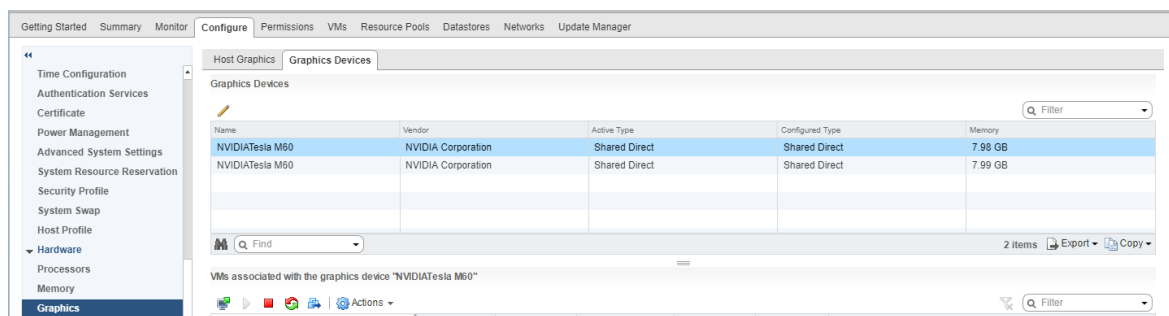 Getting Started Summary Monitor Configure Permissions VMs Resource Pools Datastores Networks Update Manager
Time Configuration
Authentication Services
Certificate
Power Management
Advanced System Settings
System Resource Reservation
Security Profile
System Swap
Host Profile
Hardware
Processors
Memory
Graphics
Host Graphics Graphics Devices
Graphics Devices
Filter
Name Vendor Active Type Configured Type Memory
NVIDIATesla M60 NVIDIA Corporation Shared Direct Shared Direct 7.98 GB
NVIDIATesla M60 NVIDIA Corporation Shared Direct Shared Direct 7.99 GB
Find 2 items Export Copy
VMs associated with the graphics device "NVIDIATesla M60"
Actions Filter